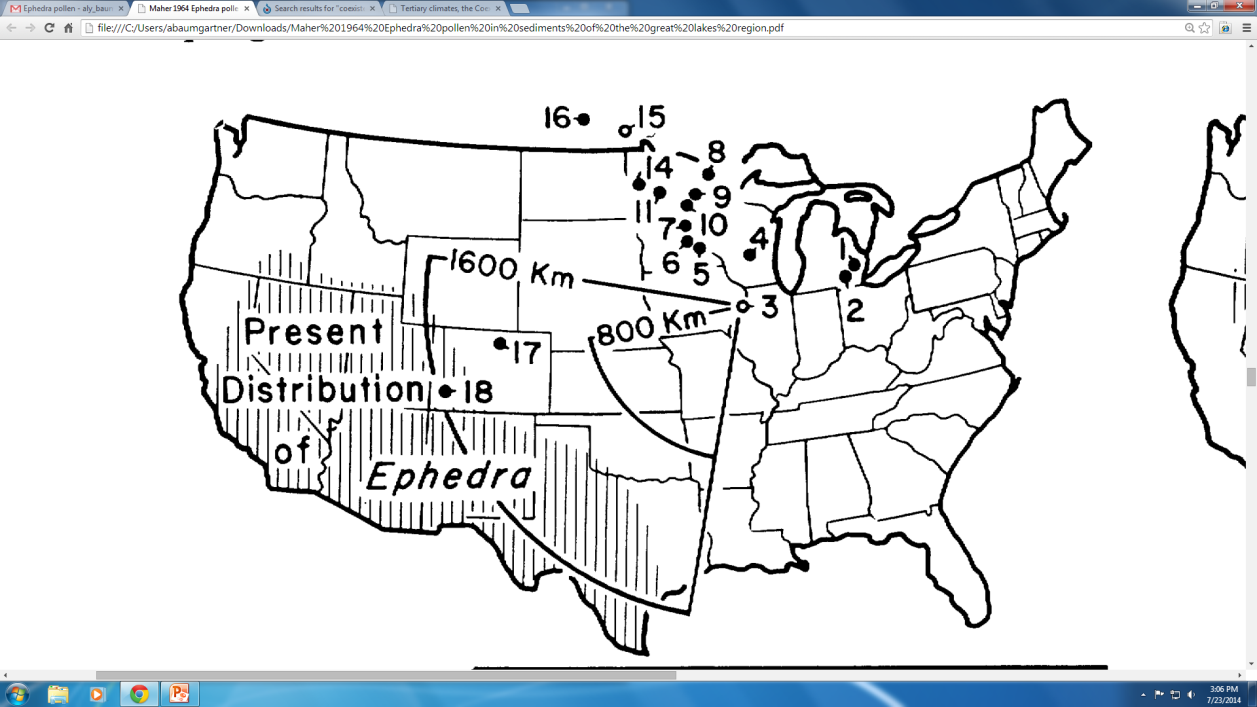 Ephedra pollen - aly_baum
Maher 1964 Ephedra polle
Search results for "coexist
Tertiary climates, the Coe
file:///C:/Users/abaumgartner/Downloads/Maher%201964%20Ephedra%20pollen%20in%20sediments%20of%20the%20great%20lakes%20region.pdf
16
15
8
14
9
11
10
7
4
1
6
5
1600 Km
3
2
800 Km
Present
17
Distribution
18
of
Ephedra
3:06 PM
7/23/2014